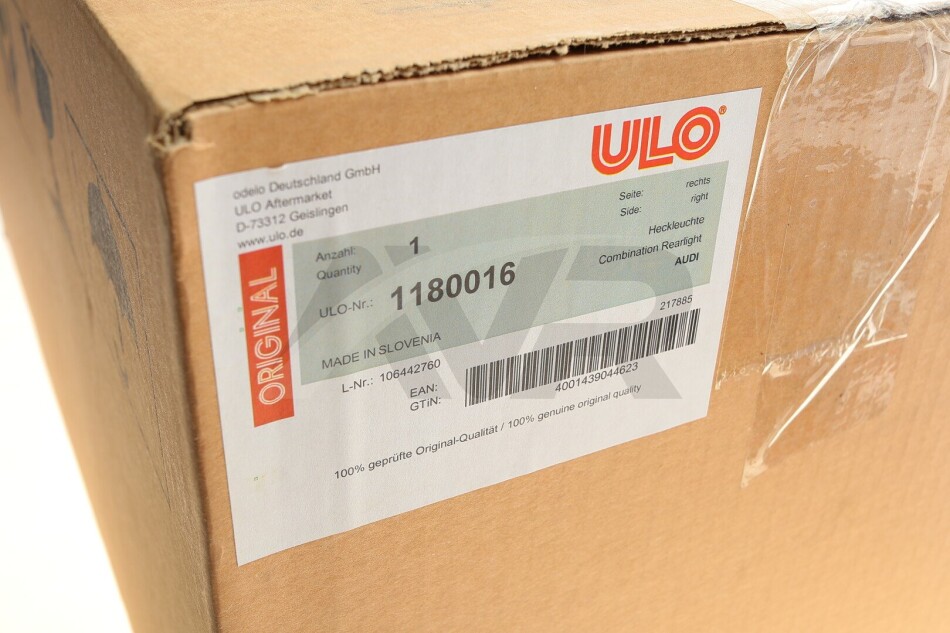 ULO®
odelo Deutschland GmbH
ULO Aftermarket
D-73312 Geislingen
www.ulo.de
ORIGINAL
Anzahl: 1
Quantity
Seite: rechts
Side: right
Heckleuchte
Combination Rearlight
AUDI
ULO-Nr.: 1180016
MADE IN SLOVENIA
217885
L-Nr.: 106442760
EAN:
GTiN:
4001439044623
100% geprüfte Original-Qualität / 100% genuine original quality
AVR